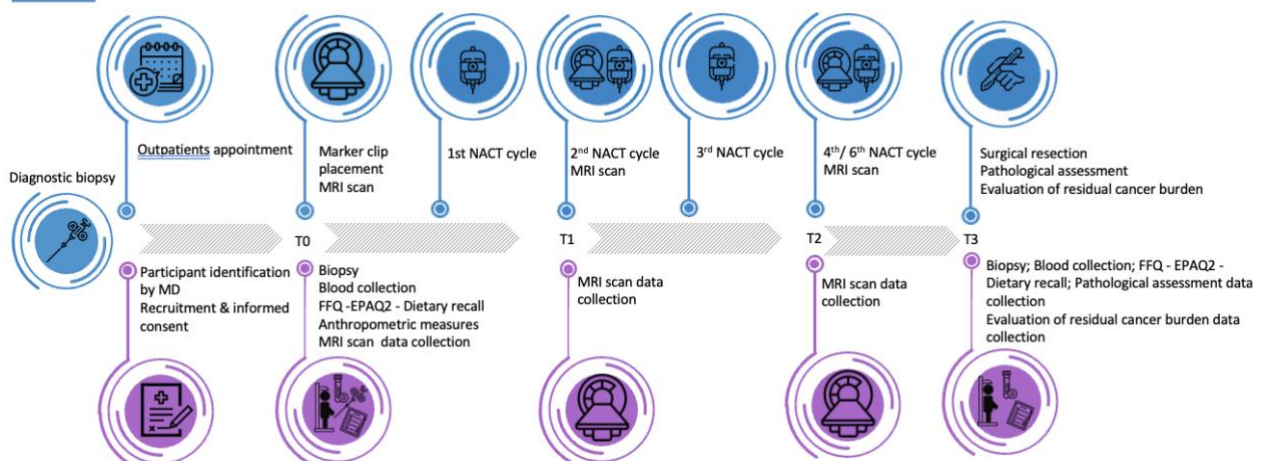 Outpatients appointment
Marker clip
placement
MRI scan
1st NACT cycle
2nd NACT cycle
MRI scan
3rd NACT cycle
4th/ 6th NACT cycle
MRI scan
Surgical resection
Pathological assessment
Evaluation of residual cancer burden
Diagnostic biopsy
T0
T1
T2
T3
Participant identification
by MD
Recruitment & informed
consent
Biopsy
Blood collection
FFQ -EPAQ2 - Dietary recall
Anthropometric measures
MRI scan data collection
MRI scan data
collection
MRI scan data
collection
Biopsy; Blood collection; FFQ - EPAQ2 -
Dietary recall; Pathological assessment data
collection
Evaluation of residual cancer burden data
collection